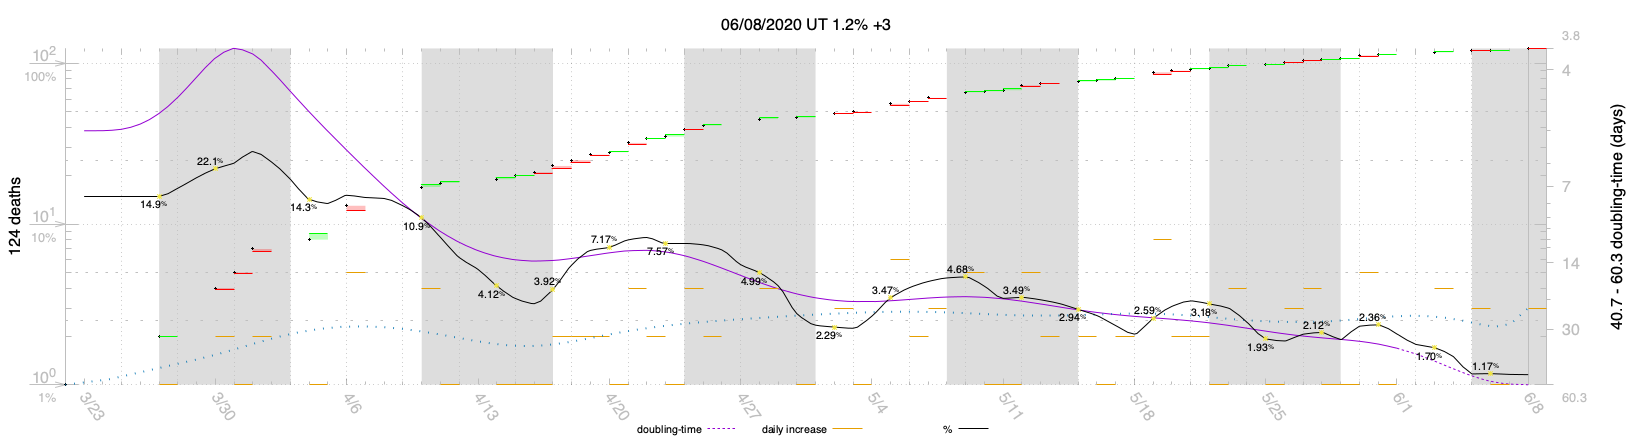 06/08/2020 UT 1.2% +3
10² 3.8
100% 4
22.1%
14.9% 14.3% 7
10¹ 10.9%
10% 7.17% 7.57%
14
4.12% 3.92% 4.99% 3.47% 4.68% 3.49%
2.29% 2.94% 2.59% 3.18% 30
1.93% 2.12% 2.36% 1.70% 1.17%
10⁰
1% 60.3
3/23 3/30 4/6 4/13 4/20 4/27 5/4 5/11 5/18 5/25 6/1 6/8
124 deaths
40.7 - 60.3 doubling-time (days)
doubling-time daily increase %